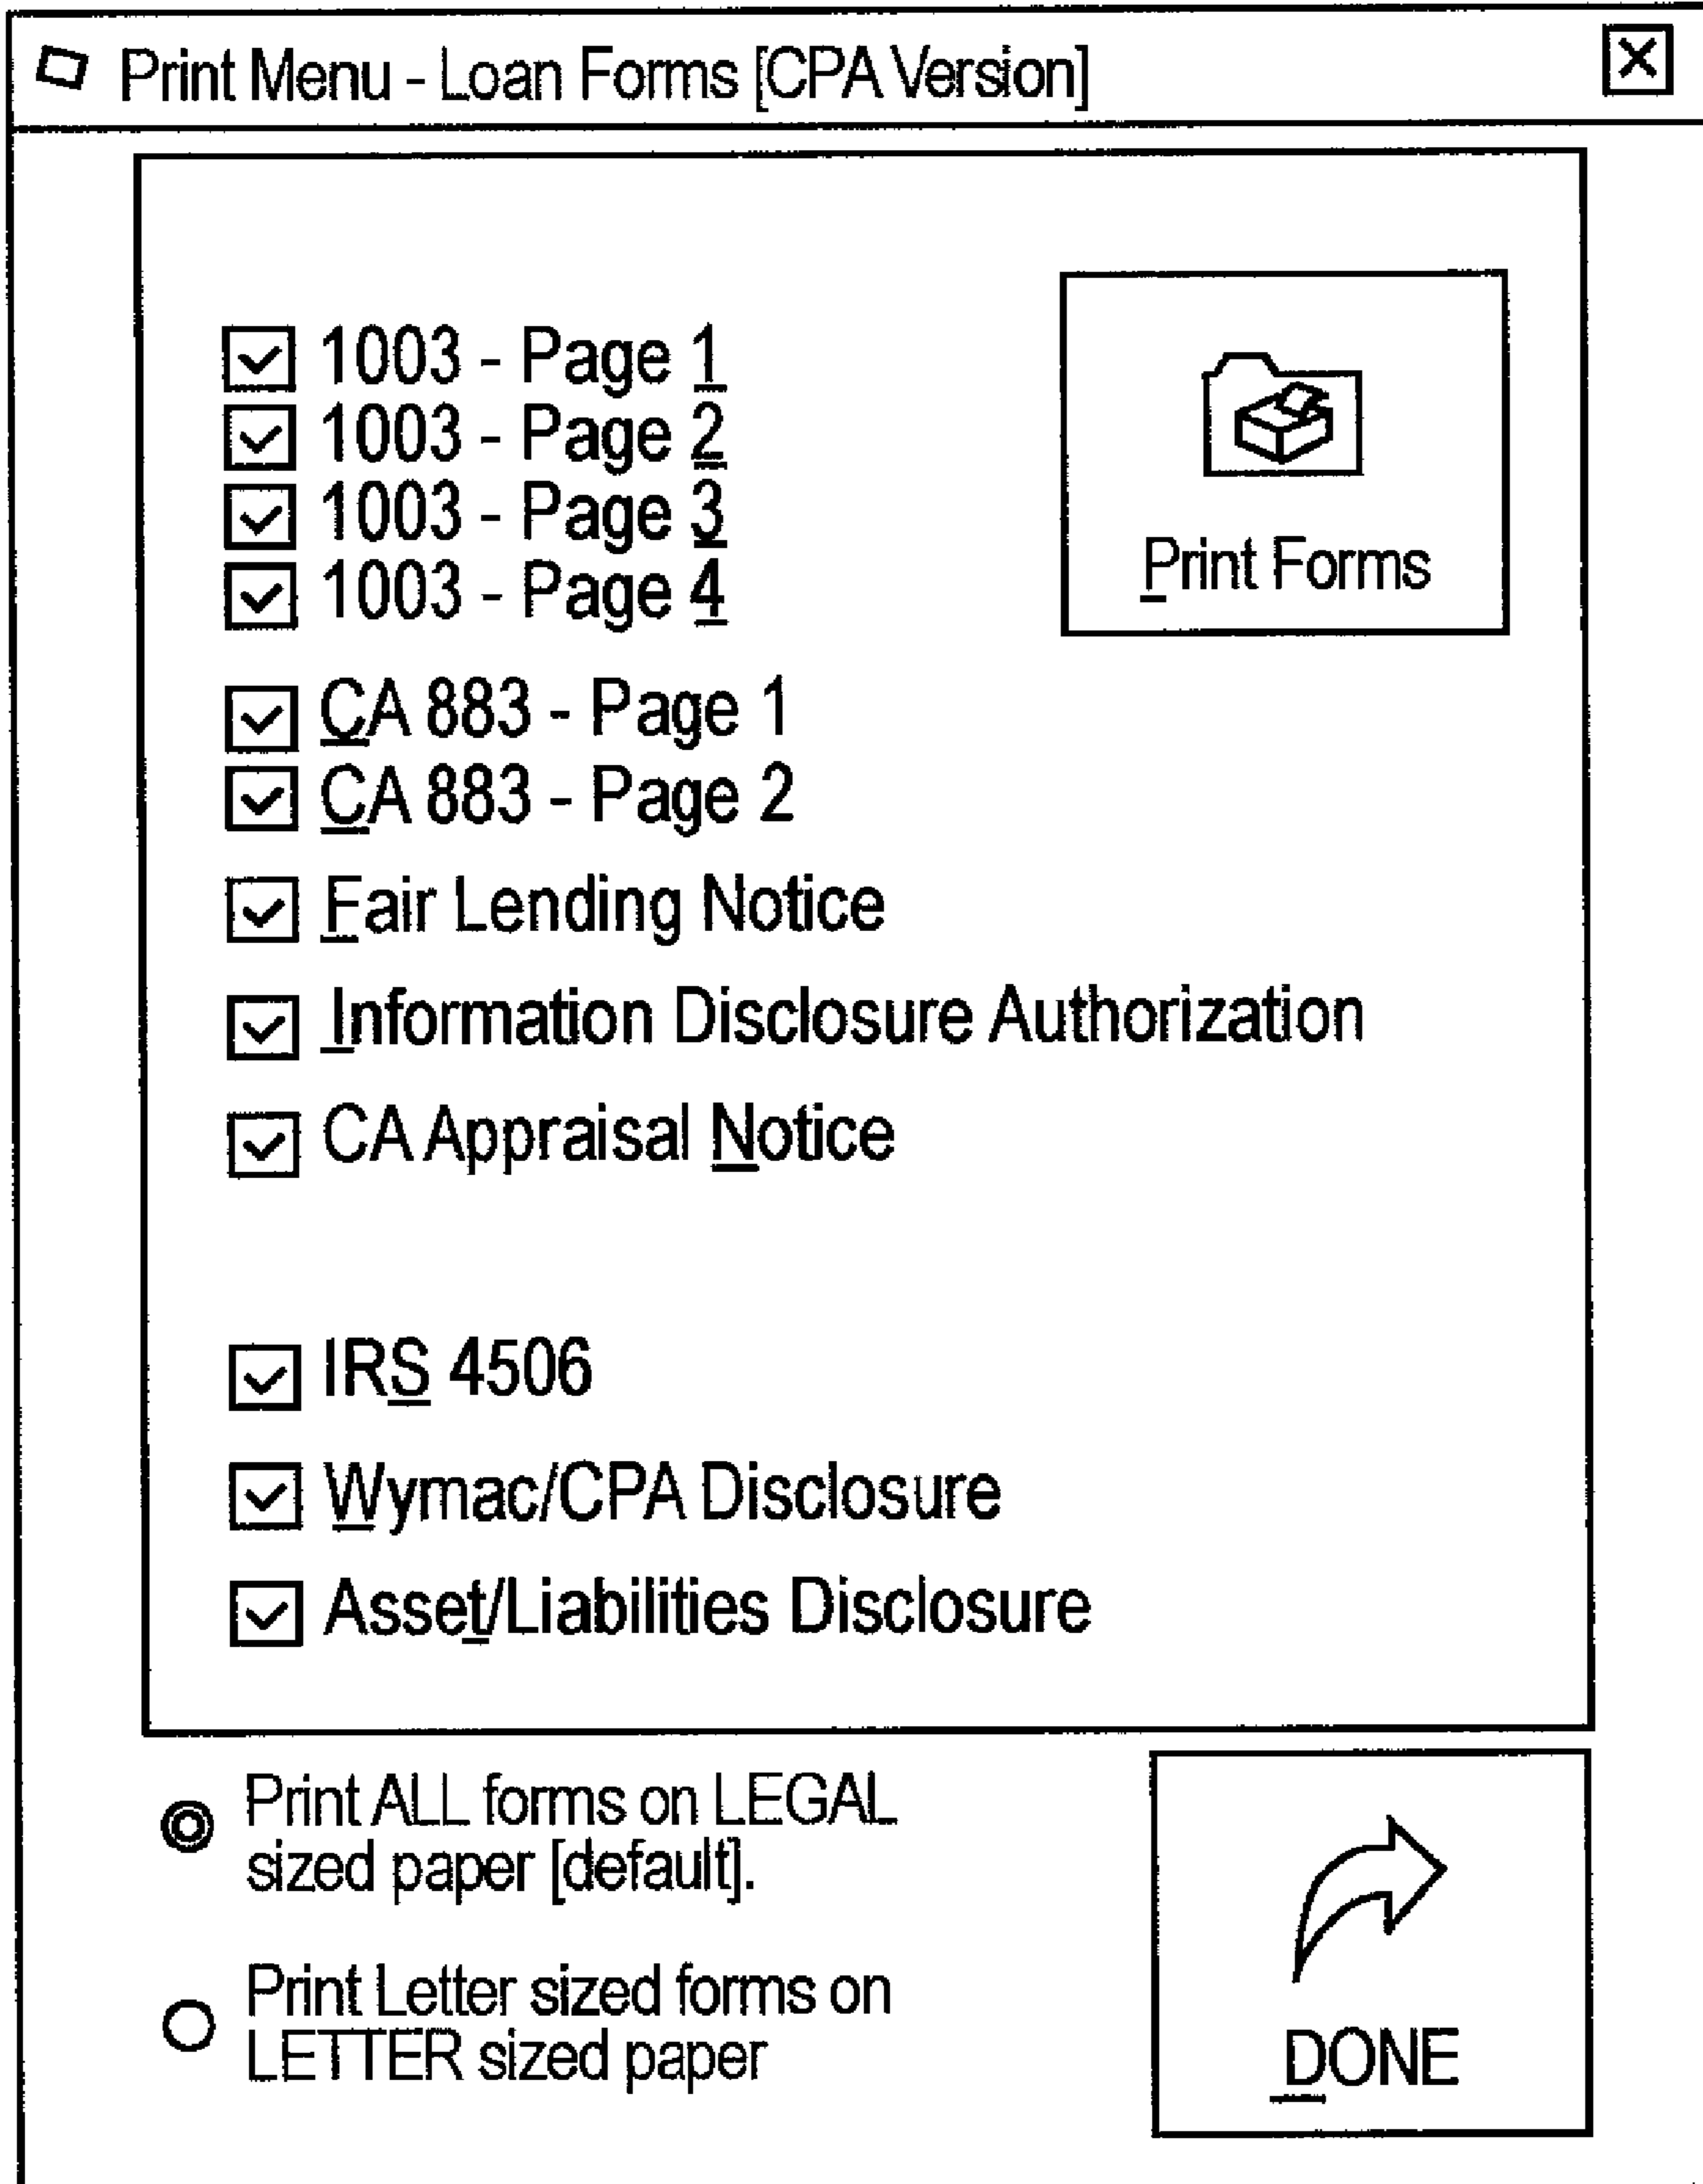 Print Menu - Loan Forms [CPA Version]
1003 - Page 1
1003 - Page 2
1003 - Page 3
1003 - Page 4
Print Forms
CA 883 - Page 1
CA 883 - Page 2
Fair Lending Notice
Information Disclosure Authorization
CA Appraisal Notice
IRS 4506
Wymac/CPA Disclosure
Asset/Liabilities Disclosure
Print ALL forms on LEGAL
sized paper [default].
Print Letter sized forms on
LETTER sized paper
DONE